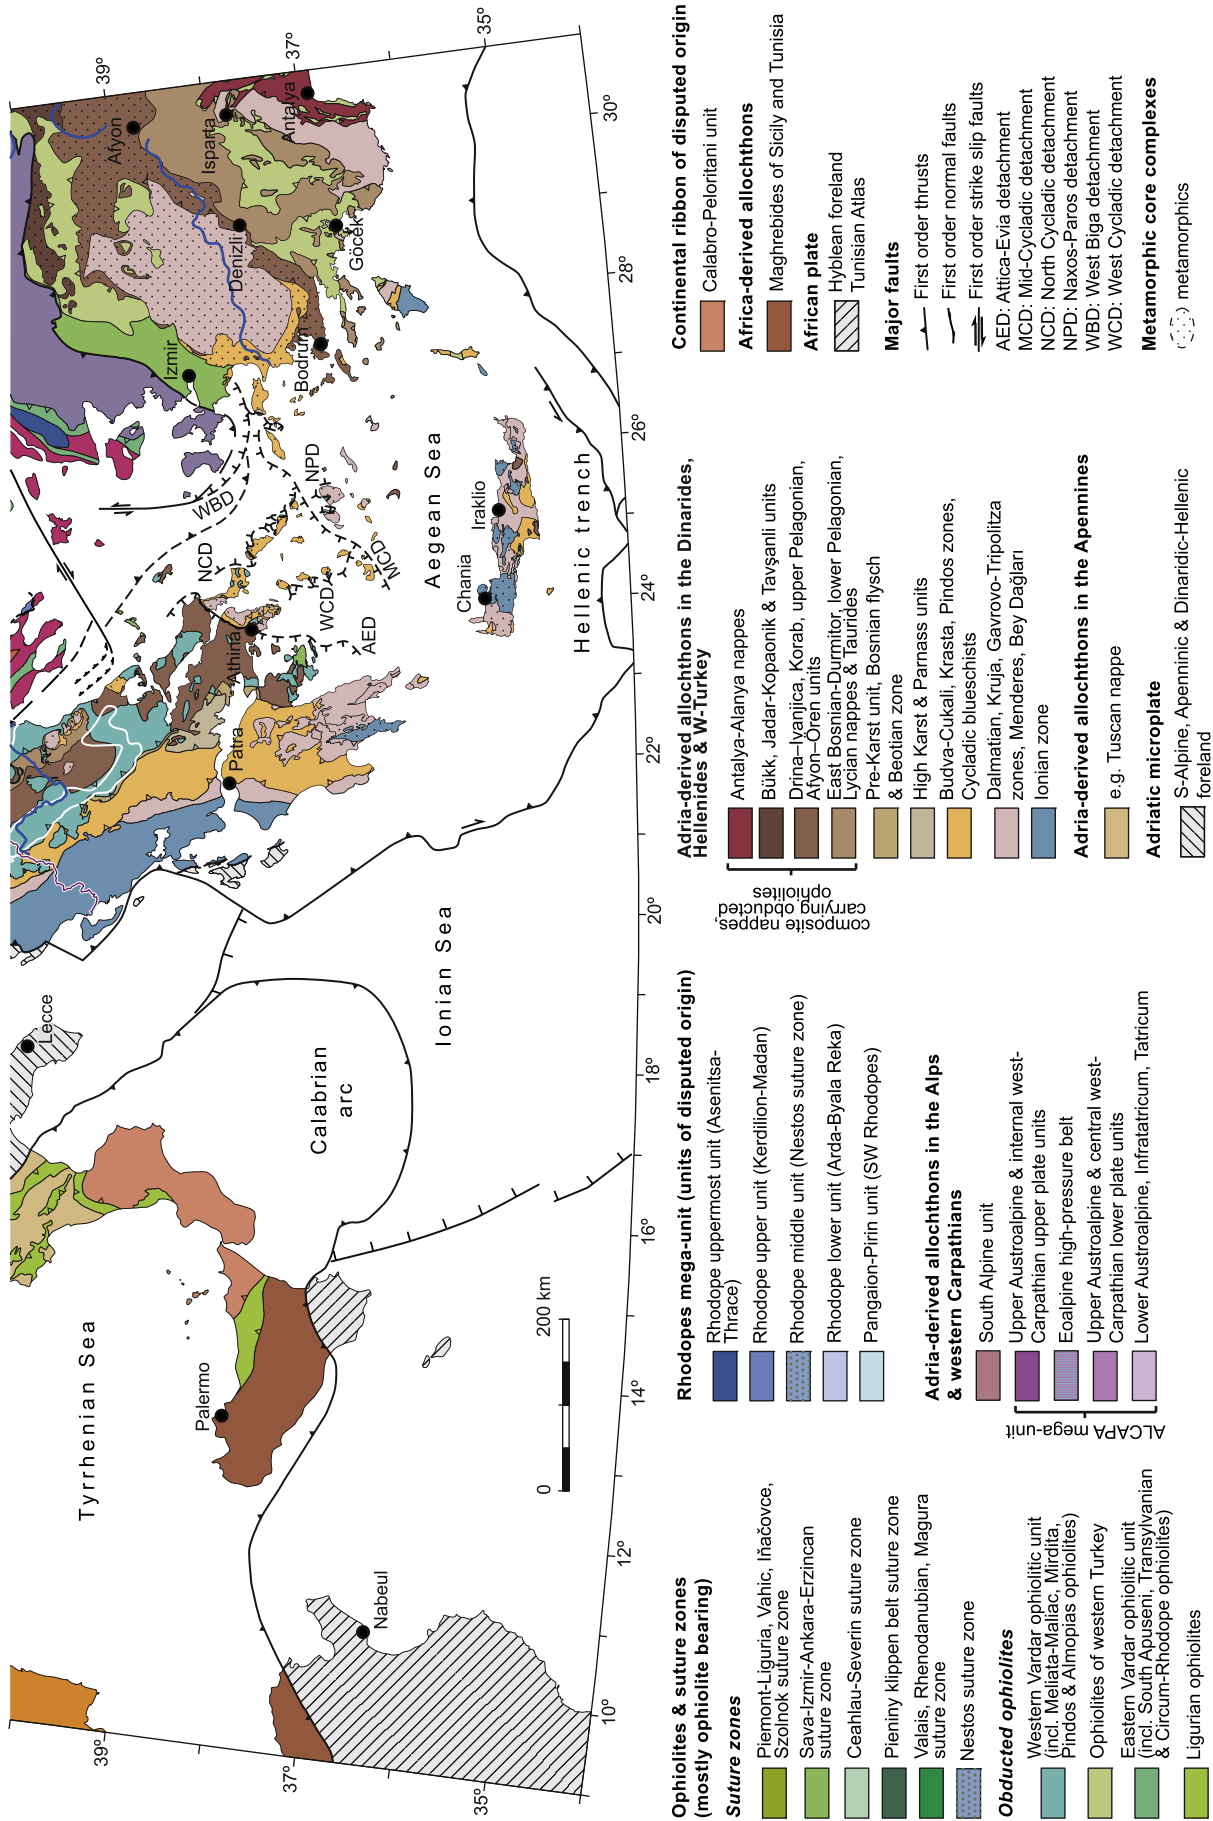 Tyrrhenian Sea
Ionian Sea
Aegean Sea
Hellenic trench
Calabrian
arc
Nabeul
Palermo
Lecce
Patra
Athina
Chania
Iraklio
Izmir
Bodrum
Denizli
Göcek
Isparta
Afyon
Antalya
NCD
WBD
NPD
MCD
WCD
AED
39°
37°
35°
10°
12°
14°
16°
18°
20°
22°
24°
26°
28°
30°
39°
37°
35°
0
200 km
Ophiolites & suture zones
(mostly ophiolite bearing)
Suture zones
Piemont-Liguria, Vahic, Iňačovce,
Szolnok suture zone
Sava-Izmir-Ankara-Erzincan
suture zone
Ceahlau-Severin suture zone
Pieniny klippen belt suture zone
Valais, Rhenodanubian, Magura
suture zone
Nestos suture zone
Obducted ophiolites
Western Vardar ophiolitic unit
(incl. Meliata-Maliac, Mirdita,
Pindos & Almopias ophiolites)
Ophiolites of western Turkey
Eastern Vardar ophiolitic unit
(incl. South Apuseni, Transylvanian
& Circum-Rhodope ophiolites)
Ligurian ophiolites
Rhodopes mega-unit (units of disputed origin)
Rhodope uppermost unit (Asenitsa-
Thrace)
Rhodope upper unit (Kerdilion-Madan)
Rhodope middle unit (Nestos suture zone)
Rhodope lower unit (Arda-Byala Reka)
Pangaion-Pirin unit (SW Rhodopes)
Adria-derived allochthons in the Alps
& western Carpathians
South Alpine unit
Upper Austroalpine & internal west-
Carpathian upper plate units
Eoalpine high-pressure belt
Upper Austroalpine & central west-
Carpathian lower plate units
Lower Austroalpine, Infratatricum, Tatricum
ALCAPA
mega-unit
Adria-derived allochthons in the Dinarides,
Hellenides & W-Turkey
Antalya-Alanya nappes
Bükk, Jadar-Kopaonik & Tavşanli units
Drina–Ivanjica, Korab, upper Pelagonian,
Afyon–Ören units
East Bosnian-Durmitor, lower Pelagonian,
Lycian nappes & Taurides
Pre-Karst unit, Bosnian flysch
& Beotian zone
High Karst & Parnass units
Budva-Cukali, Krasta, Pindos zones,
Cycladic blueschists
Dalmatian, Kruja, Gavrovo-Tripolitza
zones, Menderes, Bey Dağları
Ionian zone
composite nappes,
carrying obducted
ophiolites
Adria-derived allochthons in the Apennines
e.g. Tuscan nappe
Adriatic microplate
S-Alpine, Apenninic & Dinaridic-Hellenic
foreland
Continental ribbon of disputed origin
Calabro-Peloritani unit
Africa-derived allochthons
Maghrebides of Sicily and Tunisia
African plate
Hyblean foreland
Tunisian Atlas
Major faults
First order thrusts
First order normal faults
First order strike slip faults
AED: Attica-Evia detachment
MCD: Mid-Cycladic detachment
NCD: North Cycladic detachment
NPD: Naxos-Paros detachment
WBD: West Biga detachment
WCD: West Cycladic detachment
Metamorphic core complexes
metamorphics